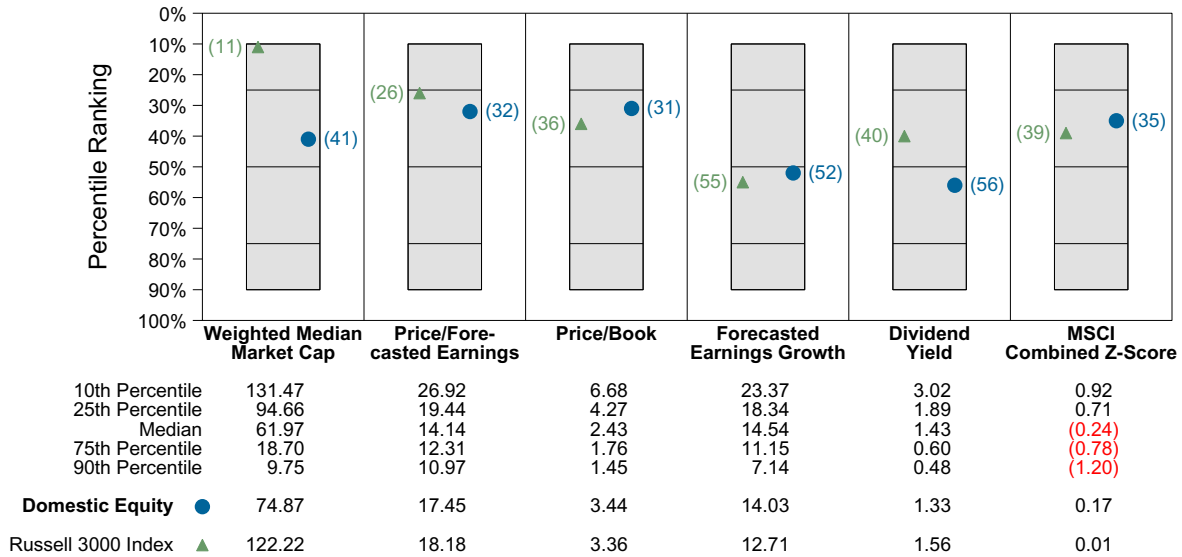 Percentile Ranking
0%
10%
20%
30%
40%
50%
60%
70%
80%
90%
100%
(11)
(41)
(26)
(32)
(36)
(31)
(55)
(52)
(40)
(56)
(39)
(35)
Weighted Median
Market Cap
Price/Fore-
casted Earnings
Price/Book
Forecasted
Earnings Growth
Dividend
Yield
MSCI
Combined Z-Score
10th Percentile 131.47 26.92 6.68 23.37 3.02 0.92
25th Percentile 94.66 19.44 4.27 18.34 1.89 0.71
Median 61.97 14.14 2.43 14.54 1.43 (0.24)
75th Percentile 18.70 12.31 1.76 11.15 0.60 (0.78)
90th Percentile 9.75 10.97 1.45 7.14 0.48 (1.20)
Domestic Equity 74.87 17.45 3.44 14.03 1.33 0.17
Russell 3000 Index 122.22 18.18 3.36 12.71 1.56 0.01